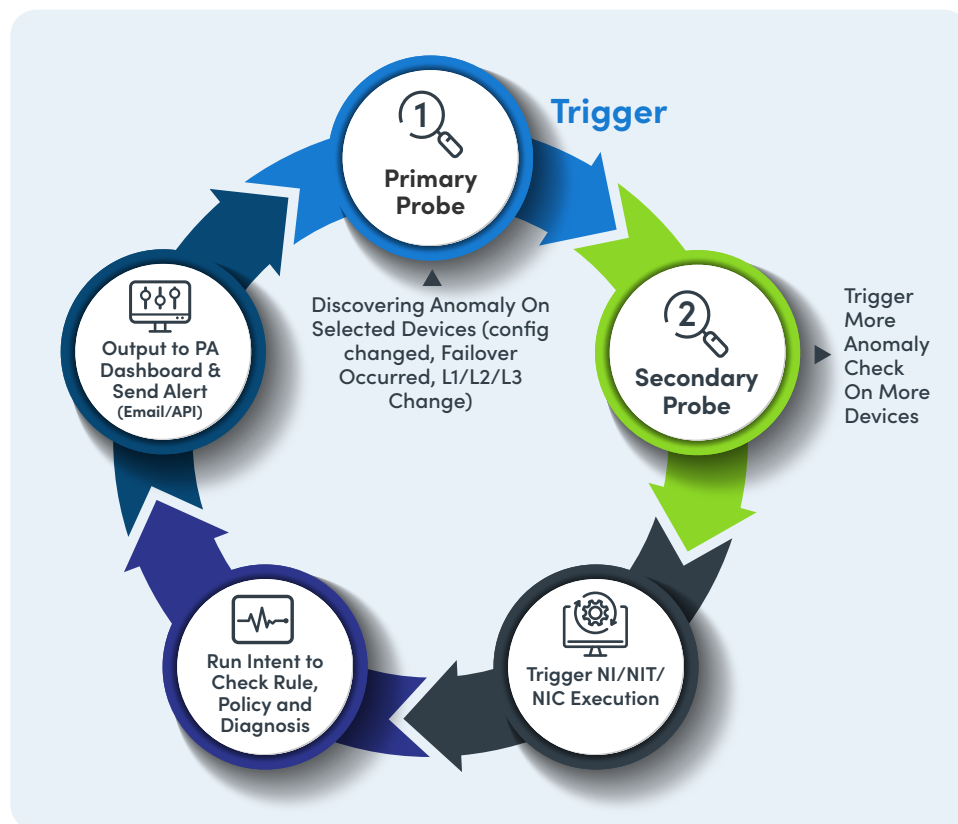 1
Primary
Probe
Trigger
Discovering Anomaly On
Selected Devices (config
changed, Failover
Occurred, L1/L2/L3
Change)
2
Secondary
Probe
Trigger
More
Anomaly
Check
On More
Devices
Trigger NI/NIT/
NIC Execution
Run Intent to
Check Rule,
Policy and
Diagnosis
Output to PA
Dashboard &
Send Alert
(Email/API)